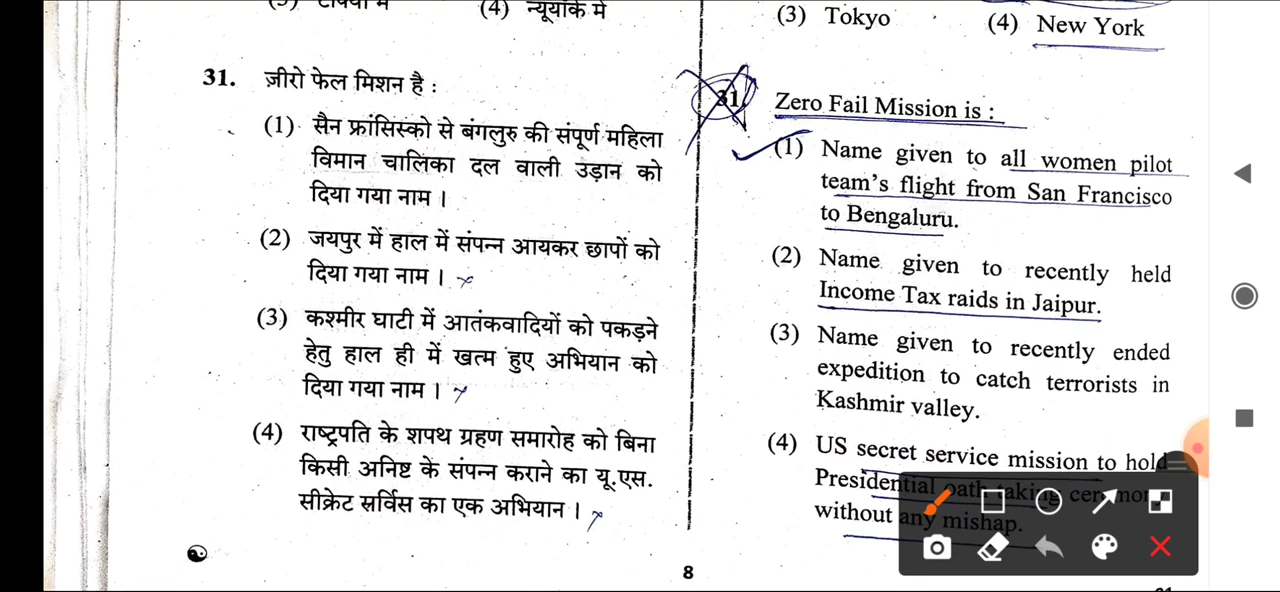 (4) न्यूयॉर्क में
31. ज़ीरो फेल मिशन है :
(1) सैन फ्रांसिस्को से बंगलुरु की संपूर्ण महिला
विमान चालिका दल वाली उड़ान को
दिया गया नाम ।
(2) जयपुर में हाल में संपन्न आयकर छापों को
दिया गया नाम ।
(3) कश्मीर घाटी में आतंकवादियों को पकड़ने
हेतु हाल ही में खत्म हुए अभियान को
दिया गया नाम ।
(4) राष्ट्रपति के शपथ ग्रहण समारोह को बिना
किसी अनिष्ट के संपन्न कराने का यू.एस.
सीक्रेट सर्विस का एक अभियान ।
(3) Tokyo (4) New York
31. Zero Fail Mission is :
(1) Name given to all women pilot
team's flight from San Francisco
to Bengaluru.
(2) Name given to recently held
Income Tax raids in Jaipur.
(3) Name given to recently ended
expedition to catch terrorists in
Kashmir valley.
(4) US secret service mission to hold
Presidential oath taking ceremony
without any mishap.
8